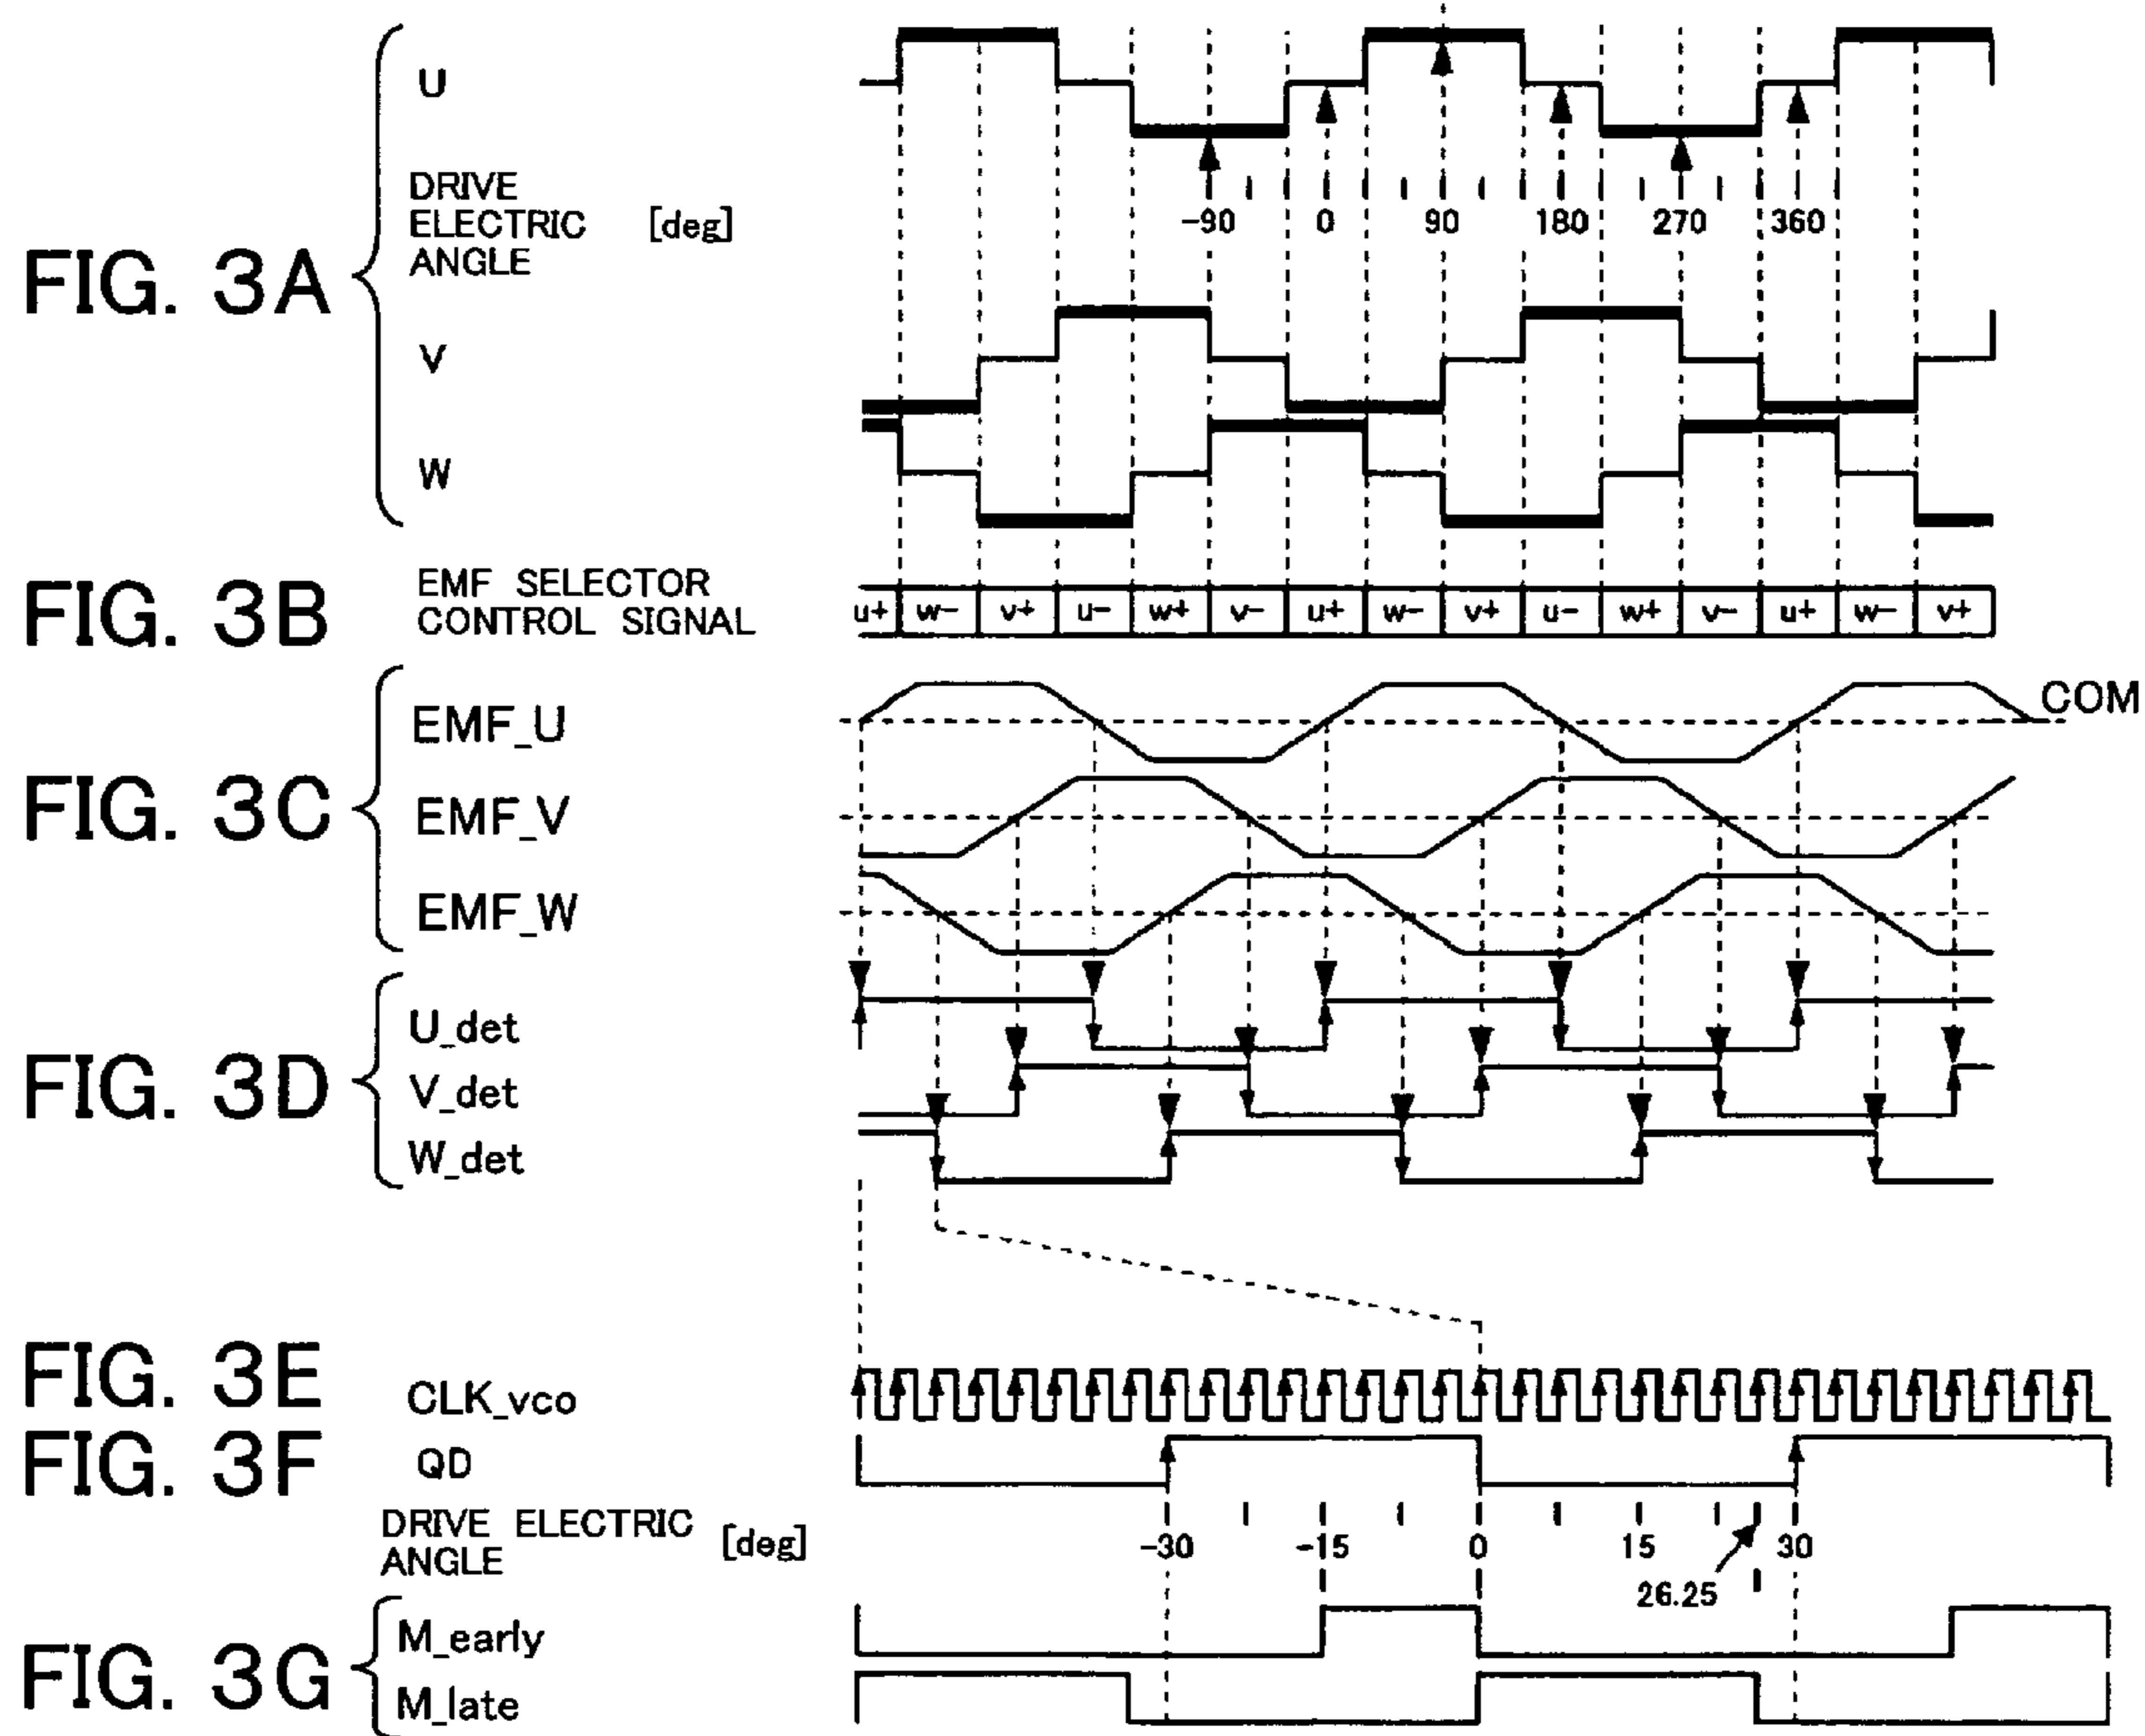 FIG. 3A
U
DRIVE
ELECTRIC [deg]
ANGLE
-90 0 90 180 270 360
V
W
FIG. 3B
EMF SELECTOR
CONTROL SIGNAL
u+ w- v+ u- w+ v- u+ w- v+ u- w+ v- u+ w- v+
FIG. 3C
EMF_U
COM
EMF_V
EMF_W
FIG. 3D
U_det
V_det
W_det
FIG. 3E
CLK_vco
FIG. 3F
QD
DRIVE ELECTRIC [deg]
ANGLE
-30 -15 0 15 30
26.25
FIG. 3G
M_early
M_late